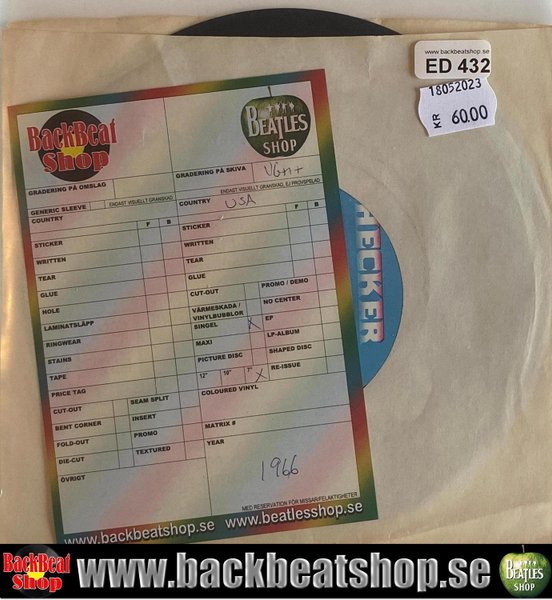 www.backbeatshop.se
ED 432
18052023
KR 60.00
BackBeat
Shop
BEATLES
SHOP
GRADERING PÅ OMSLAG
GRADERING PÅ SKIVA VG++
GENERIC SLEEVE
ENDAST VISUELLT GRANSKAD
ENDAST VISUELLT GRANSKAD, EJ PROVSPELAD
COUNTRY
F B
STICKER
WRITTEN
TEAR
GLUE
HOLE
LAMINATSLÄPP
RINGWEAR
STAINS
TAPE
PRICE TAG
CUT-OUT
SEAM SPLIT
BENT CORNER
INSERT
FOLD-OUT
PROMO
DIE-CUT
TEXTURED
ÖVRIGT
COUNTRY USA
F B
STICKER
WRITTEN
TEAR
GLUE
CUT-OUT
PROMO / DEMO
VÄRMESKADA /
VINYLBUBBLOR
NO CENTER
SINGEL X
EP
MAXI
LP-ALBUM
PICTURE DISC
SHAPED DISC
12" 10" 7" X
RE-ISSUE
COLOURED VINYL
MATRIX #
YEAR
1966
MED RESERVATION FÖR MISSAR/FELAKTIGHETER
www.backbeatshop.se www.beatlesshop.se
HECKER
BackBeat
Shop
www.backbeatshop.se
BEATLES
SHOP